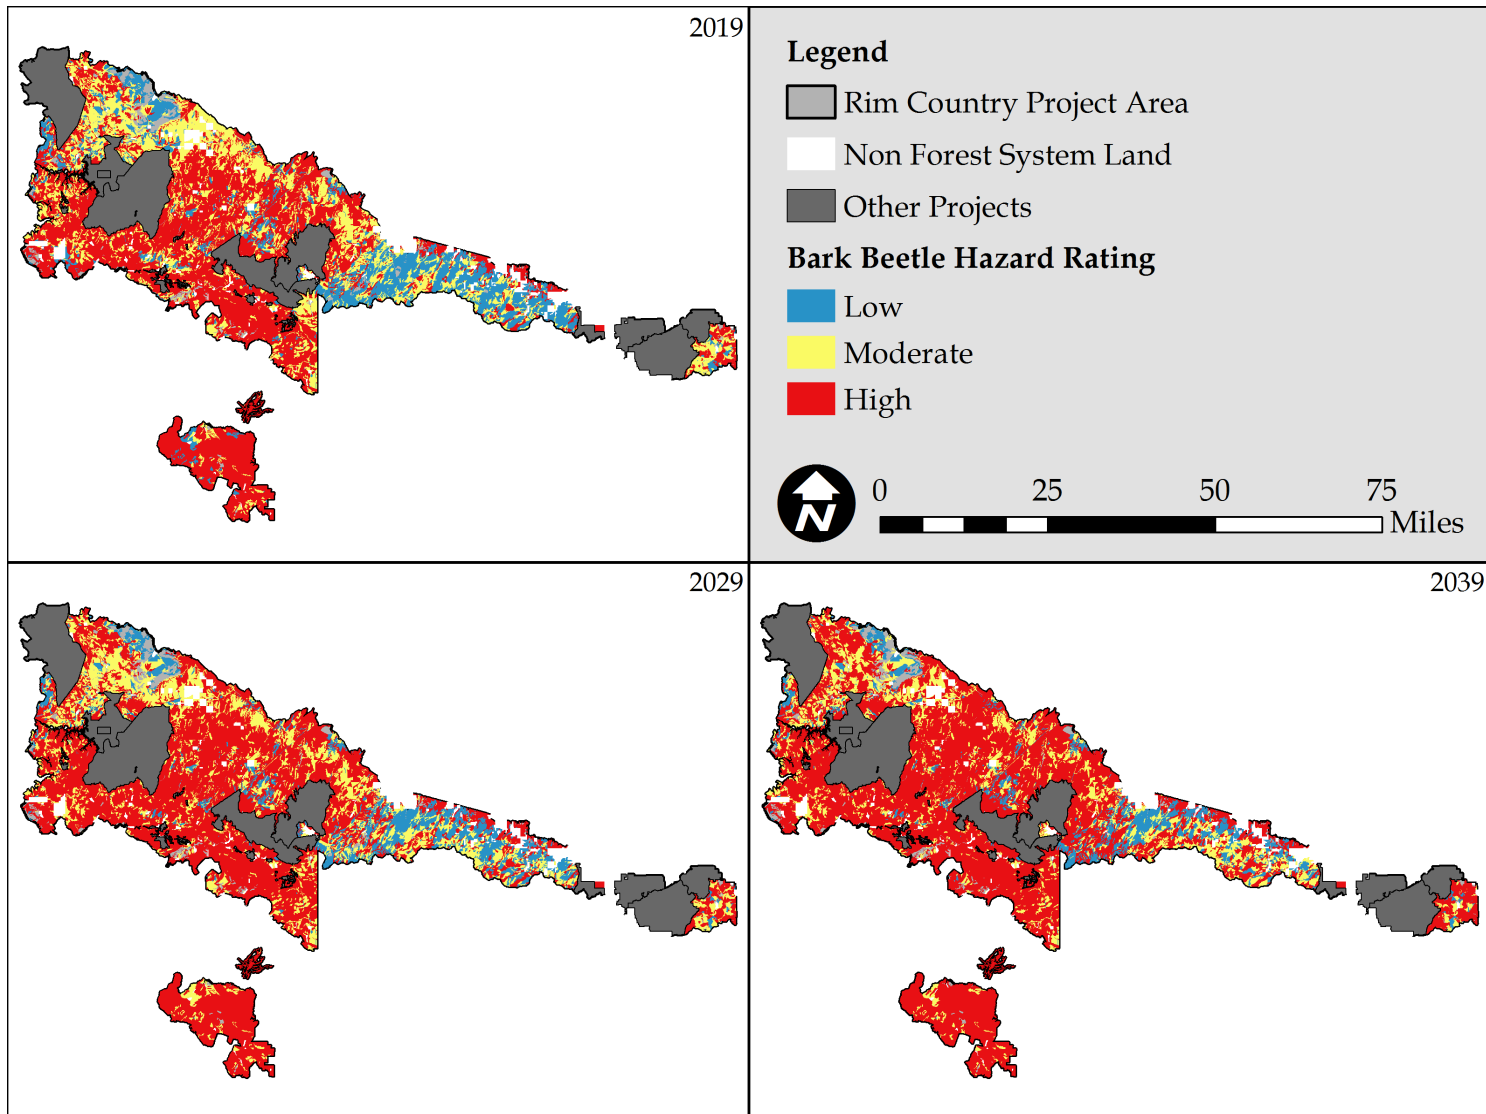 2019
Legend
Rim Country Project Area
Non Forest System Land
Other Projects
Bark Beetle Hazard Rating
Low
Moderate
High
N
0 25 50 75
Miles
2029
2039